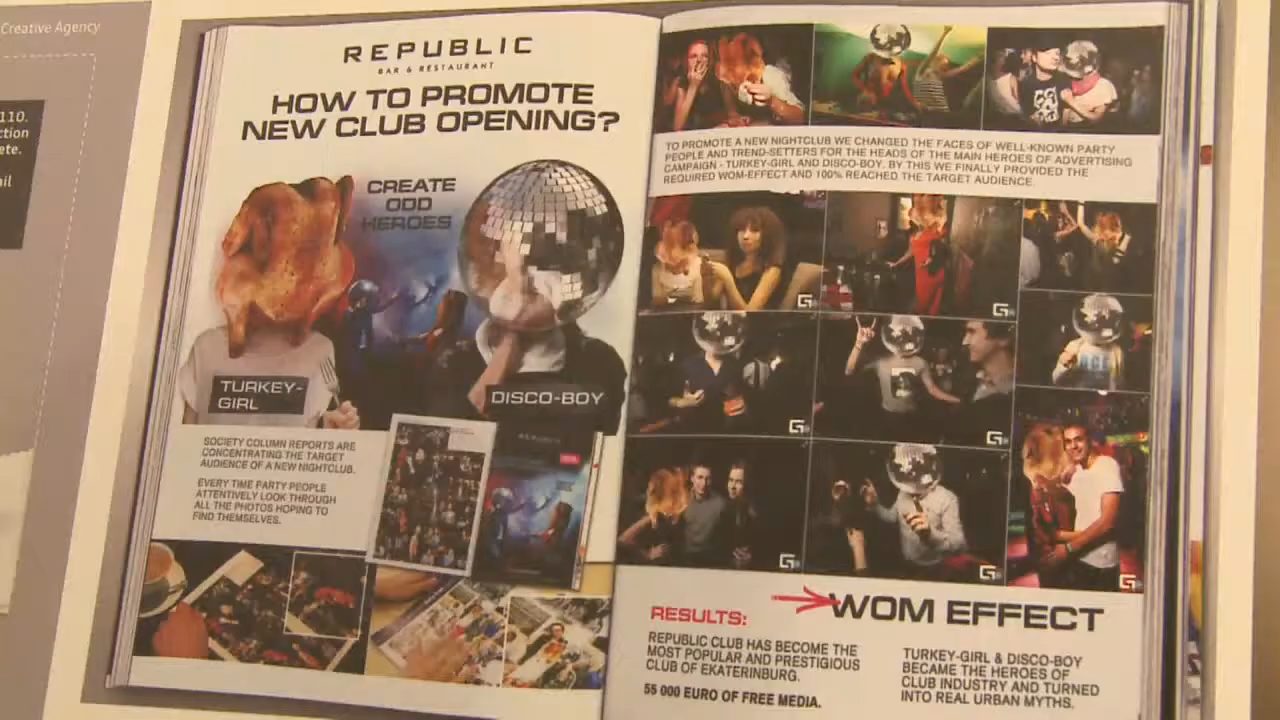 Creative Agency
110.
ction
ete.
ail
REPUBLIC
BAR & RESTAURANT
HOW TO PROMOTE
NEW CLUB OPENING?
CREATE
ODD
HEROES
TURKEY-
GIRL
DISCO-BOY
SOCIETY COLUMN REPORTS ARE
CONCENTRATING THE TARGET
AUDIENCE OF A NEW NIGHTCLUB.
EVERY TIME PARTY PEOPLE
ATTENTIVELY LOOK THROUGH
ALL THE PHOTOS HOPING TO
FIND THEMSELVES.
TO PROMOTE A NEW NIGHTCLUB WE CHANGED THE FACES OF WELL-KNOWN PARTY
PEOPLE AND TREND-SETTERS FOR THE HEADS OF THE MAIN HEROES OF ADVERTISING
CAMPAIGN - TURKEY-GIRL AND DISCO-BOY. BY THIS WE FINALLY PROVIDED THE
REQUIRED WOM-EFFECT AND 100% REACHED THE TARGET AUDIENCE.
WOM EFFECT
RESULTS:
REPUBLIC CLUB HAS BECOME THE
MOST POPULAR AND PRESTIGIOUS
CLUB OF EKATERINBURG.
55 000 EURO OF FREE MEDIA.
TURKEY-GIRL & DISCO-BOY
BECAME THE HEROES OF
CLUB INDUSTRY AND TURNED
INTO REAL URBAN MYTHS.